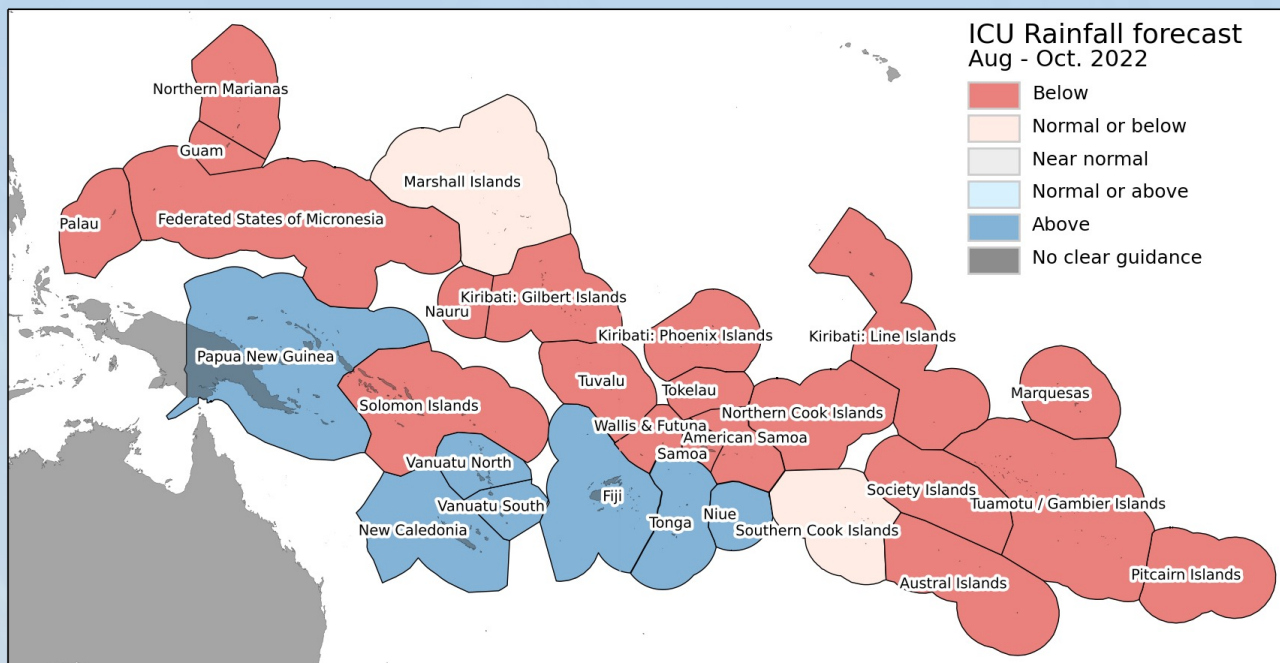 ICU Rainfall forecast
Aug - Oct. 2022
Below
Normal or below
Near normal
Normal or above
Above
No clear guidance
Northern Marianas
Guam
Marshall Islands
Palau
Federated States of Micronesia
Nauru
Kiribati: Gilbert Islands
Kiribati: Phoenix Islands
Kiribati: Line Islands
Papua New Guinea
Tuvalu
Tokelau
Marquesas
Solomon Islands
Northern Cook Islands
Wallis & Futuna
American Samoa
Samoa
Vanuatu North
Society Islands
Fiji
Vanuatu South
Tuamotu / Gambier Islands
Niue
Tonga
New Caledonia
Southern Cook Islands
Pitcairn Islands
Austral Islands